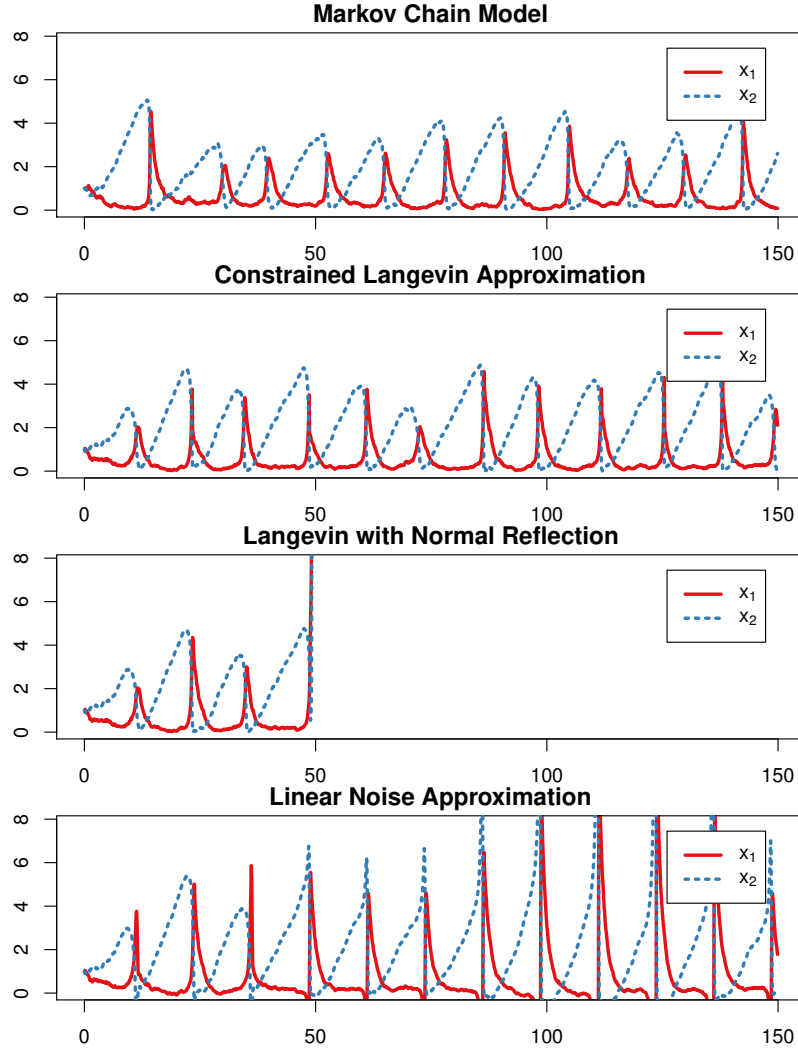 Markov Chain Model
8
6
4
2
0
x1
x2
0 50 100 150
Constrained Langevin Approximation
8
6
4
2
0
x1
x2
0 50 100 150
Langevin with Normal Reflection
8
6
4
2
0
x1
x2
0 50 100 150
Linear Noise Approximation
8
6
4
2
0
x1
x2
0 50 100 150